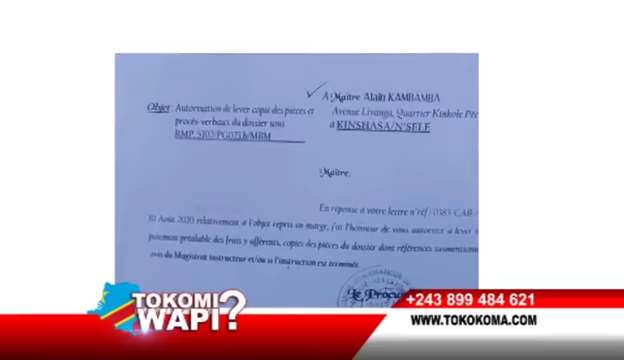 À Maître Alain KAMBAMBA
Objet : Autorisation de lever copie des pièces et
Avenue Liyanga, Quartier Kinkole Pêc
procès-verbaux du dossier sous
à KINSHASA/N'SELE
Maître,
En réponse à votre lettre n°réf : 0383 CAB
10 Août 2020 relativement à l'objet repris en marge, j'ai l'honneur de vous autoriser à lever
paiement préalable des frais y afférents, copies des pièces du dossier dont références susmentionn
avis du Magistrat instructeur et/ou si l'instruction est terminée.
Le Procu
TOKOMI
WAPI ?
+243 899 484 621
WWW.TOKOKOMA.COM